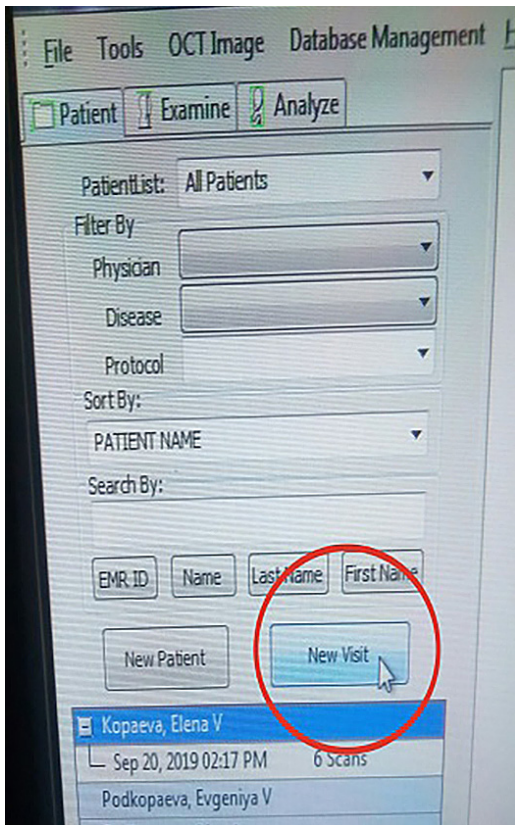 File Tools OCT Image Database Management
Patient Examine Analyze
PatientList: All Patients
Filter By
Physician
Disease
Protocol
Sort By:
PATIENT NAME
Search By:
EMR ID Name Last Name First Name
New Patient New Visit
Kopaeva, Elena V
Sep 20, 2019 02:17 PM 6 Scans
Podkopaeva, Evgeniya V